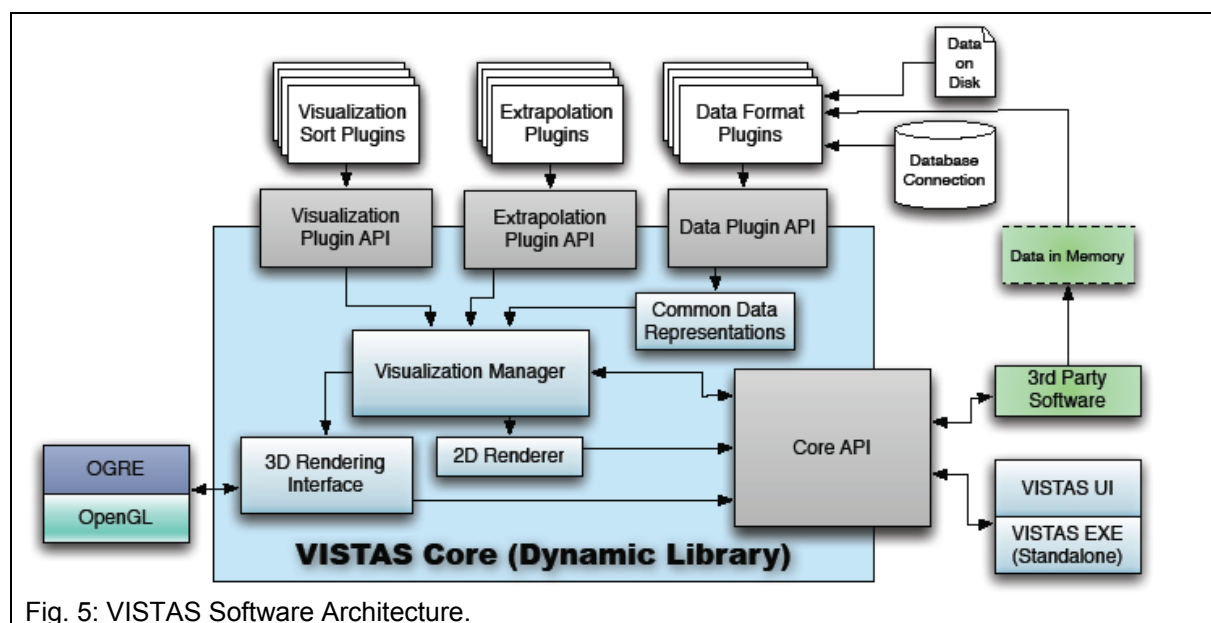 Visualization
Sort Plugins
Extrapolation
Plugins
Data Format
Plugins
Data
on
Disk
Database
Connection
Visualization
Plugin API
Extrapolation
Plugin API
Data Plugin API
Data in Memory
Common Data
Representations
Visualization Manager
3rd Party
Software
Core API
2D Renderer
3D Rendering
Interface
OGRE
OpenGL
VISTAS UI
VISTAS EXE
(Standalone)
VISTAS Core (Dynamic Library)
Fig. 5: VISTAS Software Architecture.